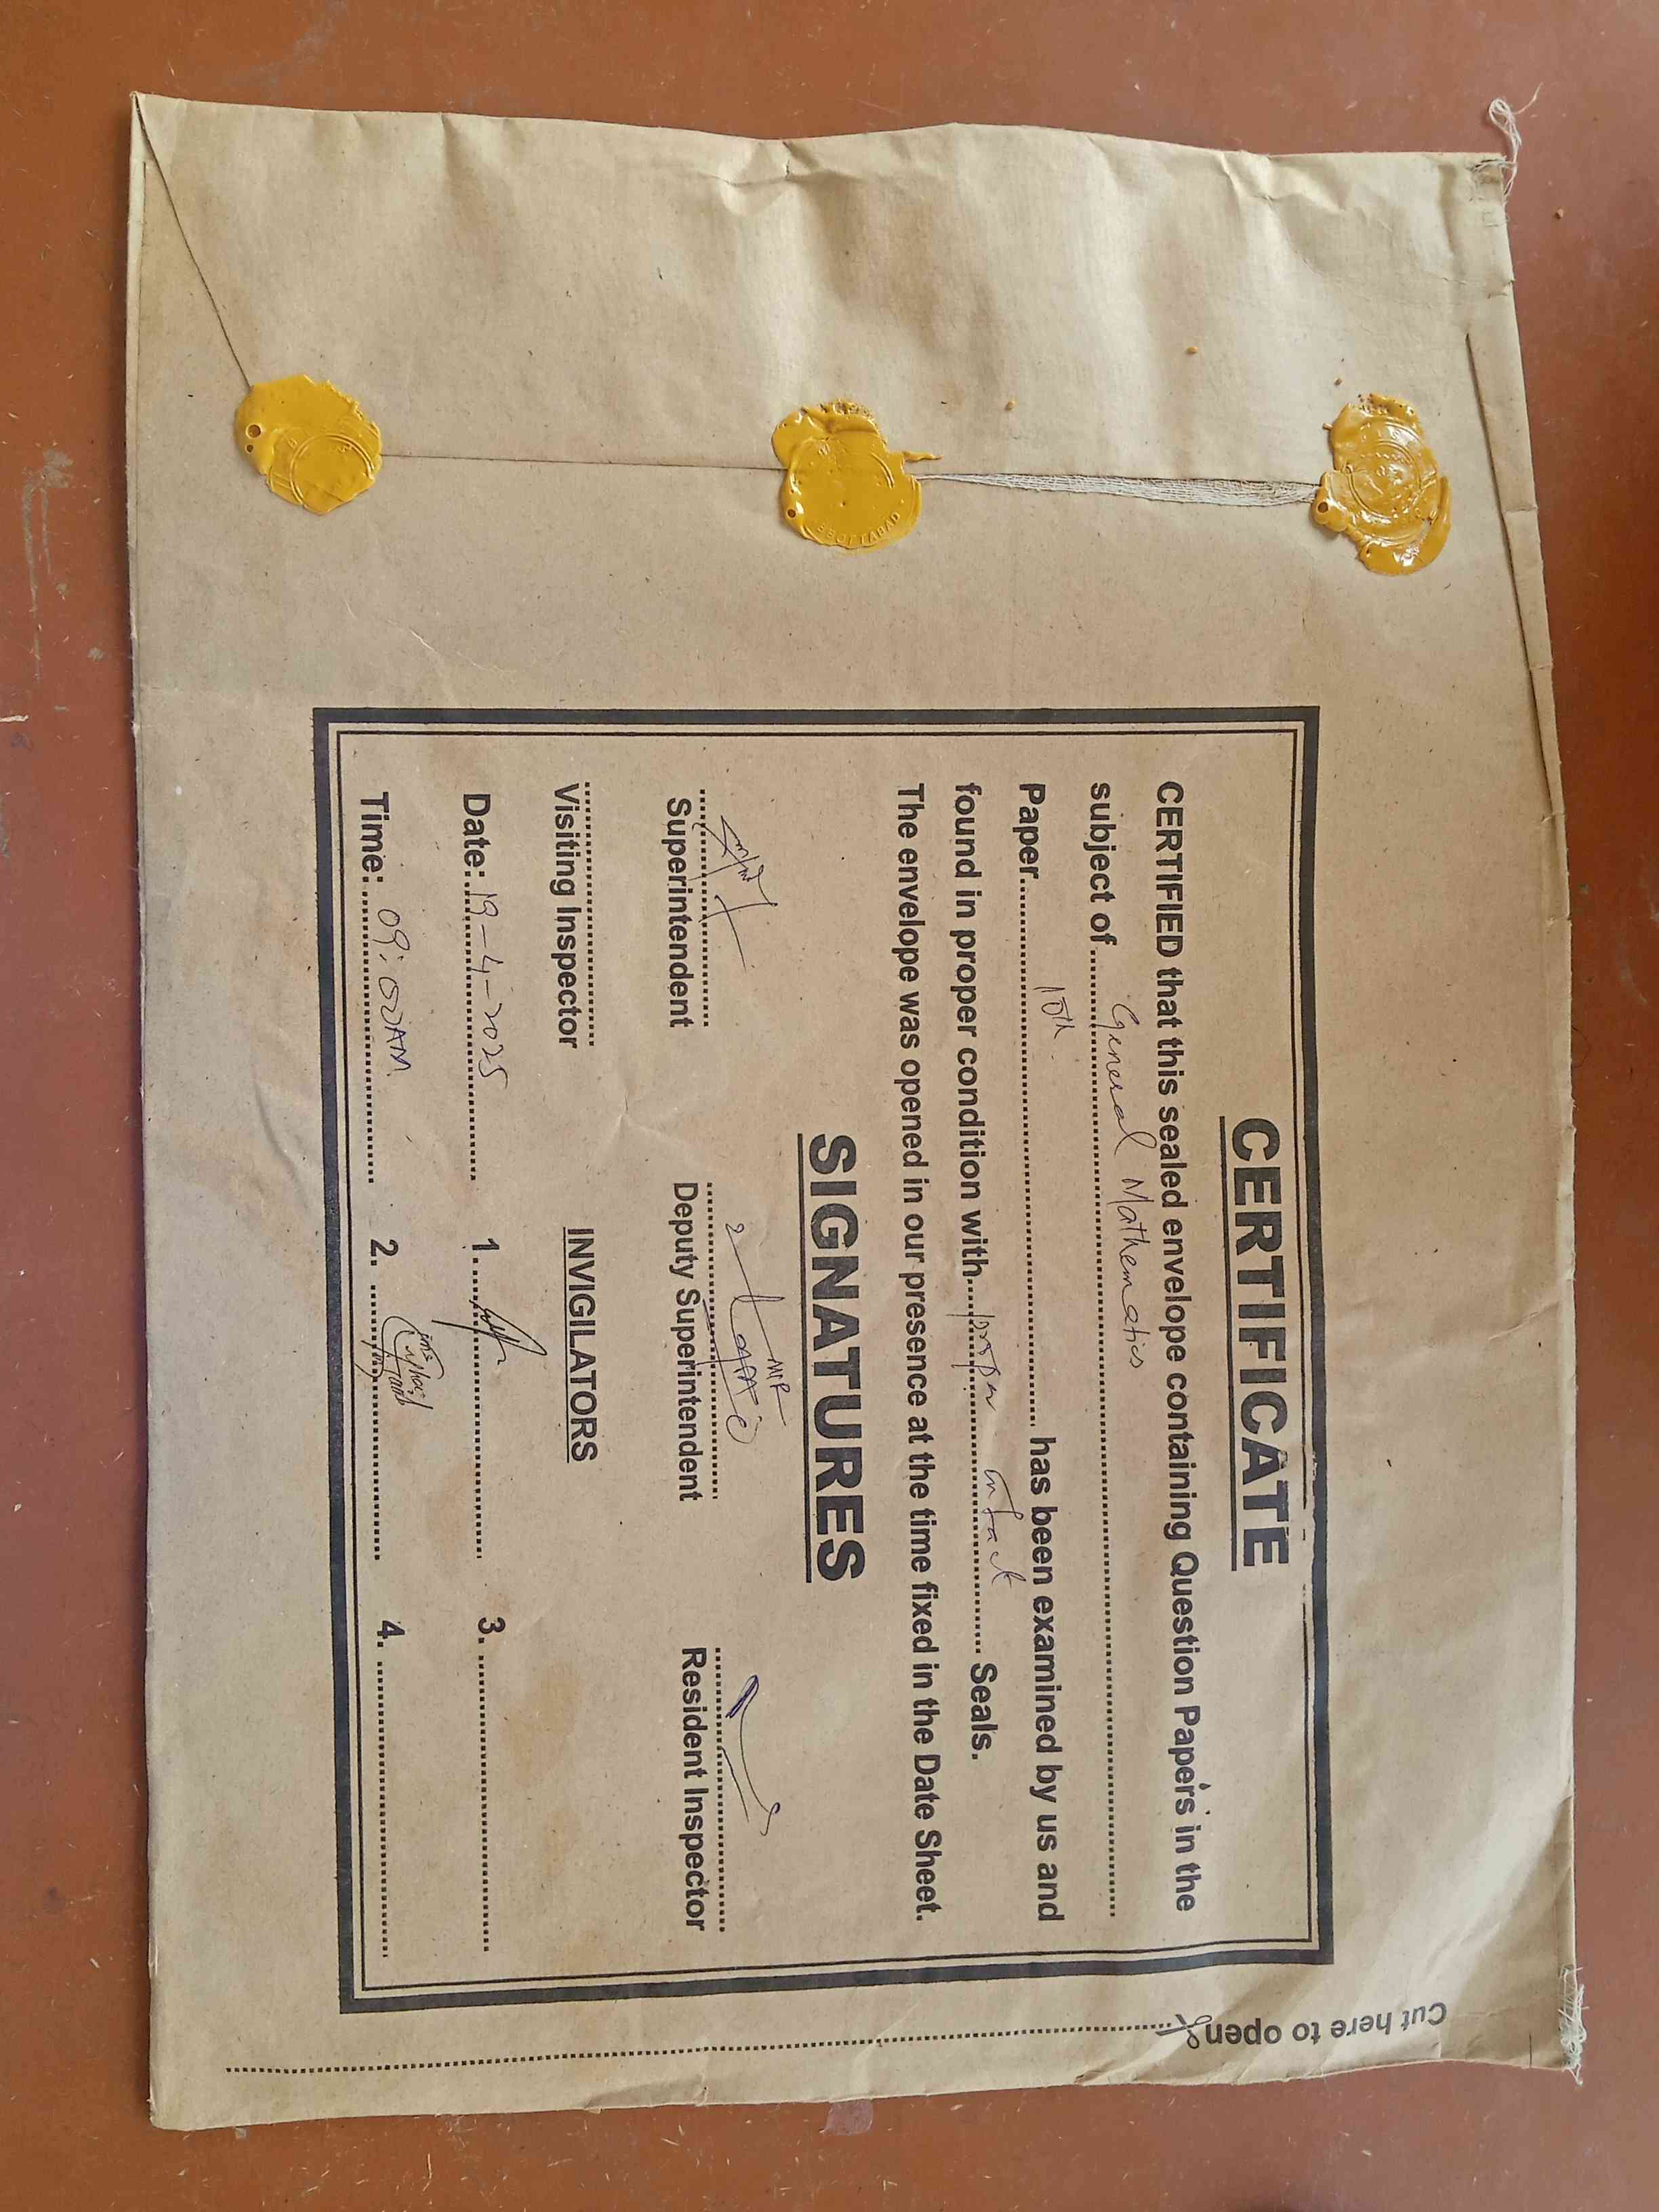 CERTIFICATE
CERTIFIED that this sealed envelope containing Question Papers in the
subject of General Mathematics
Paper 10th. has been examined by us and
found in proper condition with proper intact Seals.
The envelope was opened in our presence at the time fixed in the Date Sheet.
SIGNATURES
Superintendent Deputy Superintendent Resident Inspector
Visiting Inspector INVIGILATORS
Date: 19-4-2025 1. 3.
Time: 09:00AM 2. 4.
Cut here to open
BBOTTABAD